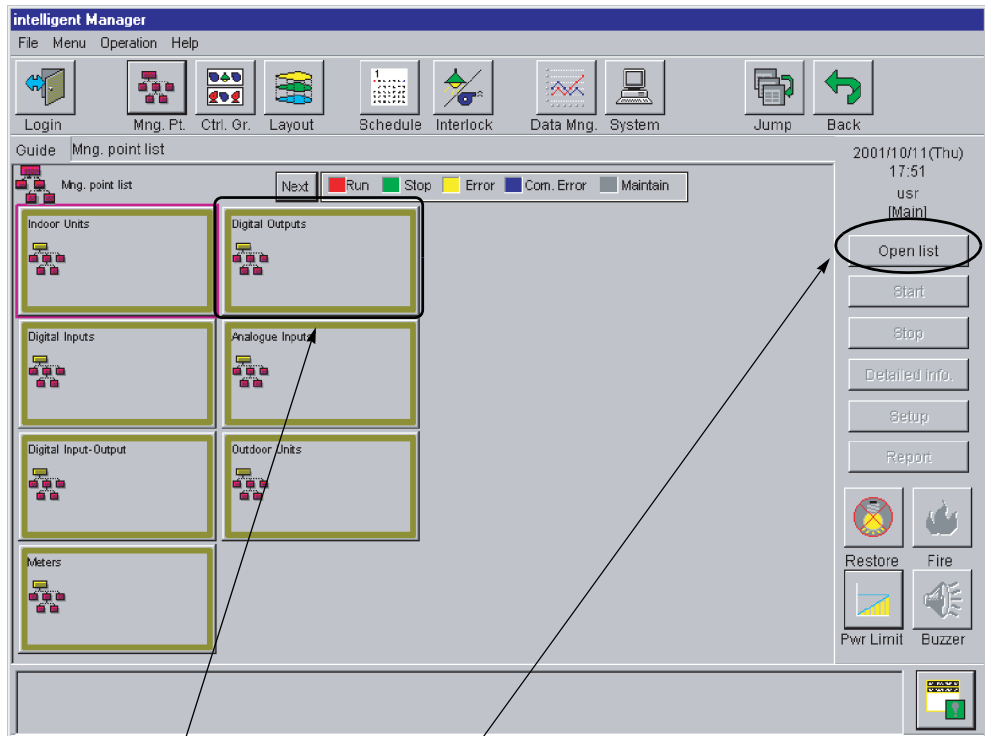 intelligent Manager
File Menu Operation Help
Login Mng. Pt. Ctrl. Gr. Layout Schedule Interlock Data Mng. System Jump Back
Guide Mng. point list
2001/10/11(Thu)
17:51
usr
[Main]
Mng. point list Next Run Stop Error Com. Error Maintain
Indoor Units
Digital Outputs
Digital Inputs
Analogue Inputs
Digital Input-Output
Outdoor Units
Meters
Open list
Start
Stop
Detailed info.
Setup
Report
Restore Fire
Pwr Limit Buzzer